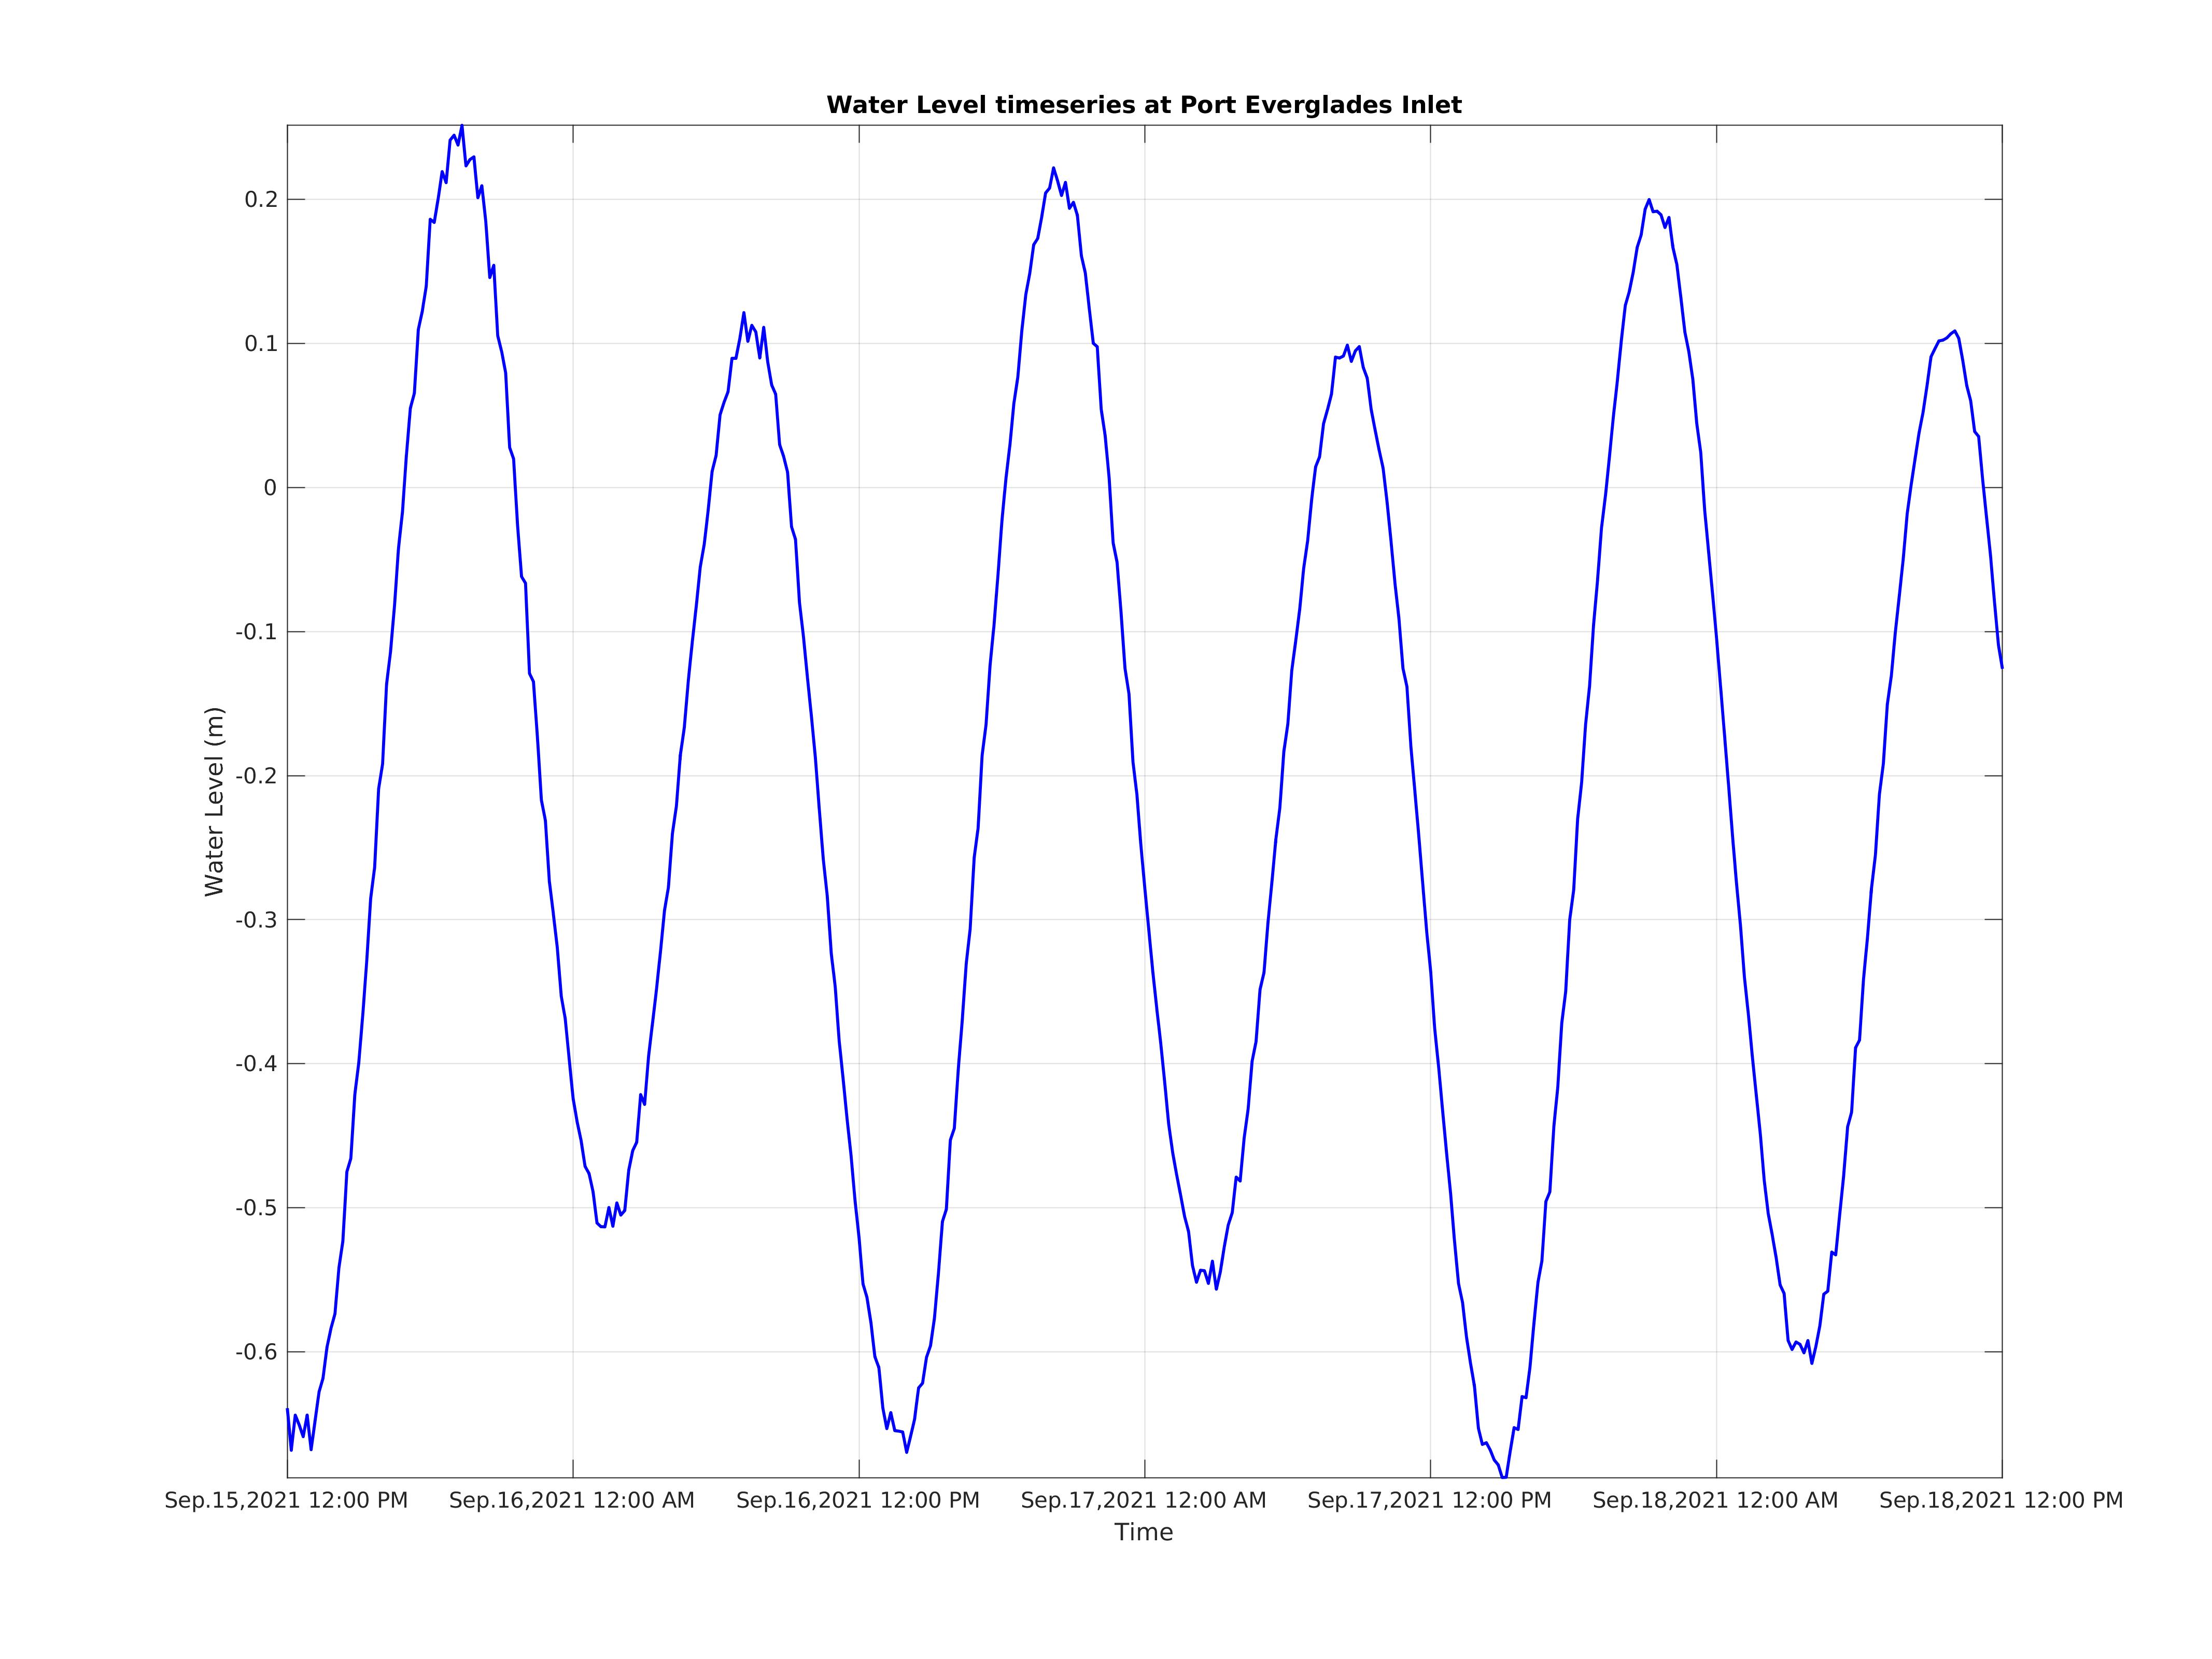 Water Level timeseries at Port Everglades Inlet
0.2
0.1
0
-0.1
-0.2
-0.3
-0.4
-0.5
-0.6
Water Level (m)
Sep.15,2021 12:00 PM Sep.16,2021 12:00 AM Sep.16,2021 12:00 PM Sep.17,2021 12:00 AM Sep.17,2021 12:00 PM Sep.18,2021 12:00 AM Sep.18,2021 12:00 PM
Time